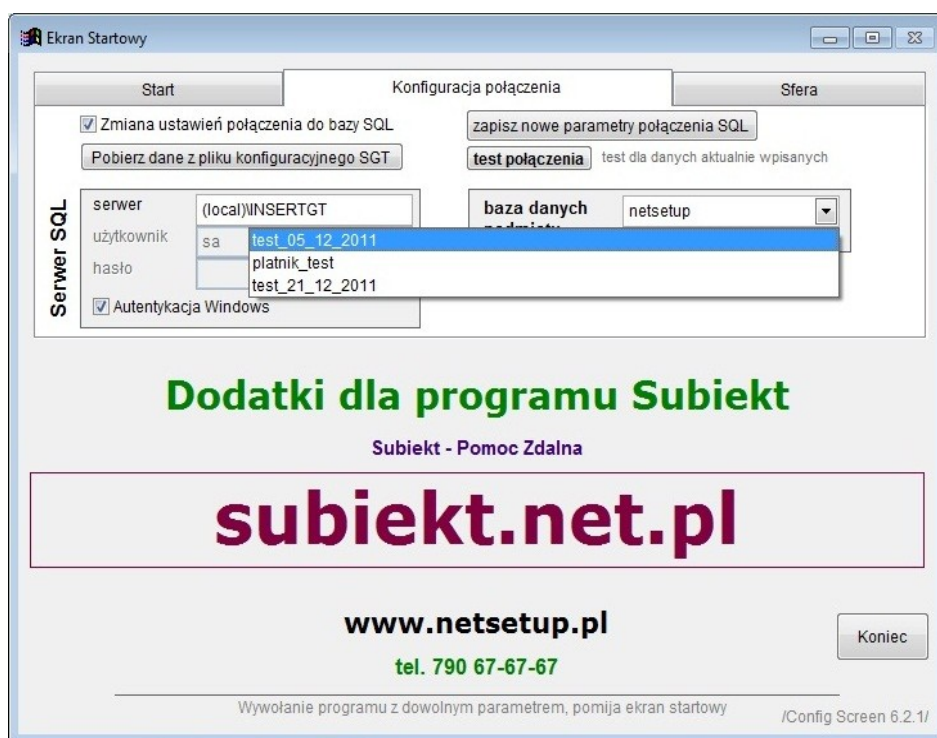 Ekran Startowy
Start
Konfiguracja połączenia
Sfera
Zmiana ustawień połączenia do bazy SQL
zapisz nowe parametry połączenia SQL
Pobierz dane z pliku konfiguracyjnego SGT
test połączenia
test dla danych aktualnie wpisanych
Serwer SQL
serwer
(local)\INSERTGT
baza danych
netsetup
użytkownik
sa
test_05_12_2011
hasło
platnik_test
test_21_12_2011
Autentykacja Windows
Dodatki dla programu Subiekt
Subiekt - Pomoc Zdalna
subiekt.net.pl
www.netsetup.pl
Koniec
tel. 790 67-67-67
Wywołanie programu z dowolnym parametrem, pomija ekran startowy
/Config Screen 6.2.1/